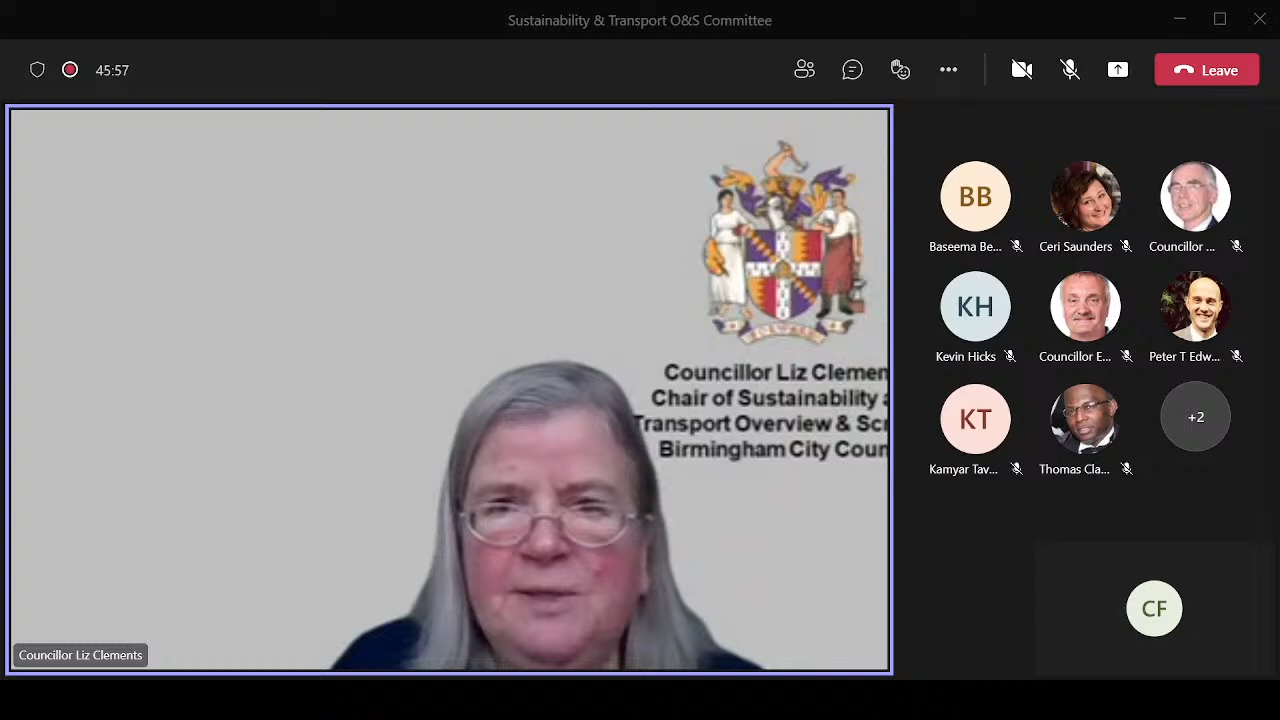 Sustainability & Transport O&S Committee
45:57
Leave
Councillor Liz Clemen
Chair of Sustainability a
Transport Overview & Scr
Birmingham City Coun
FORWARD
Councillor Liz Clements
BB
Baseema Be...
Ceri Saunders
Councillor ...
KH
Kevin Hicks
Councillor E...
Peter T Edw...
KT
Kamyar Tav...
Thomas Cla...
+2
CF